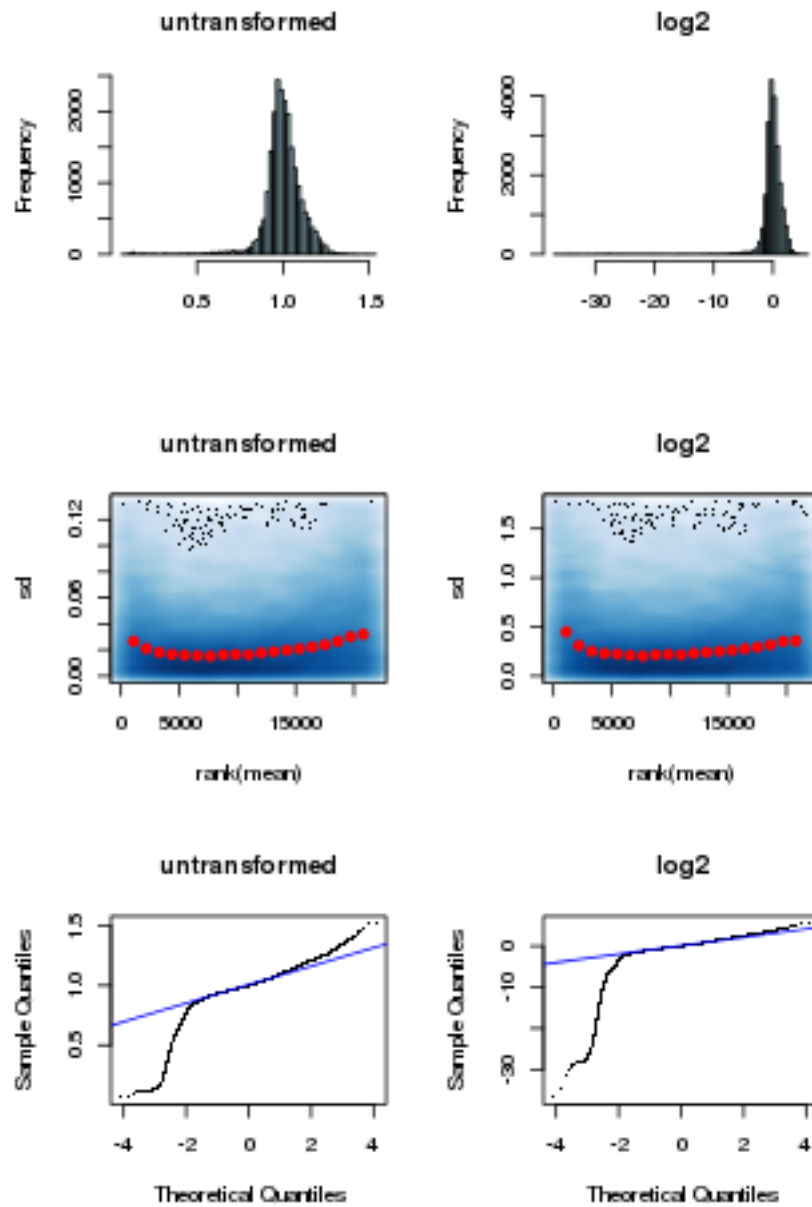 untransformed
log2
Frequency
0 1000 2000
0.5 1.0 1.5
Frequency
0 2000 4000
-30 -20 -10 0
untransformed
log2
sd
0.00 0.06 0.12
0 5000 15000
rank(mean)
sd
0.0 0.5 1.0 1.5
0 5000 15000
rank(mean)
untransformed
log2
Sample Quantiles
0.5 1.0 1.5
-4 -2 0 2 4
Theoretical Quantiles
Sample Quantiles
-30 -10 0
-4 -2 0 2 4
Theoretical Quantiles